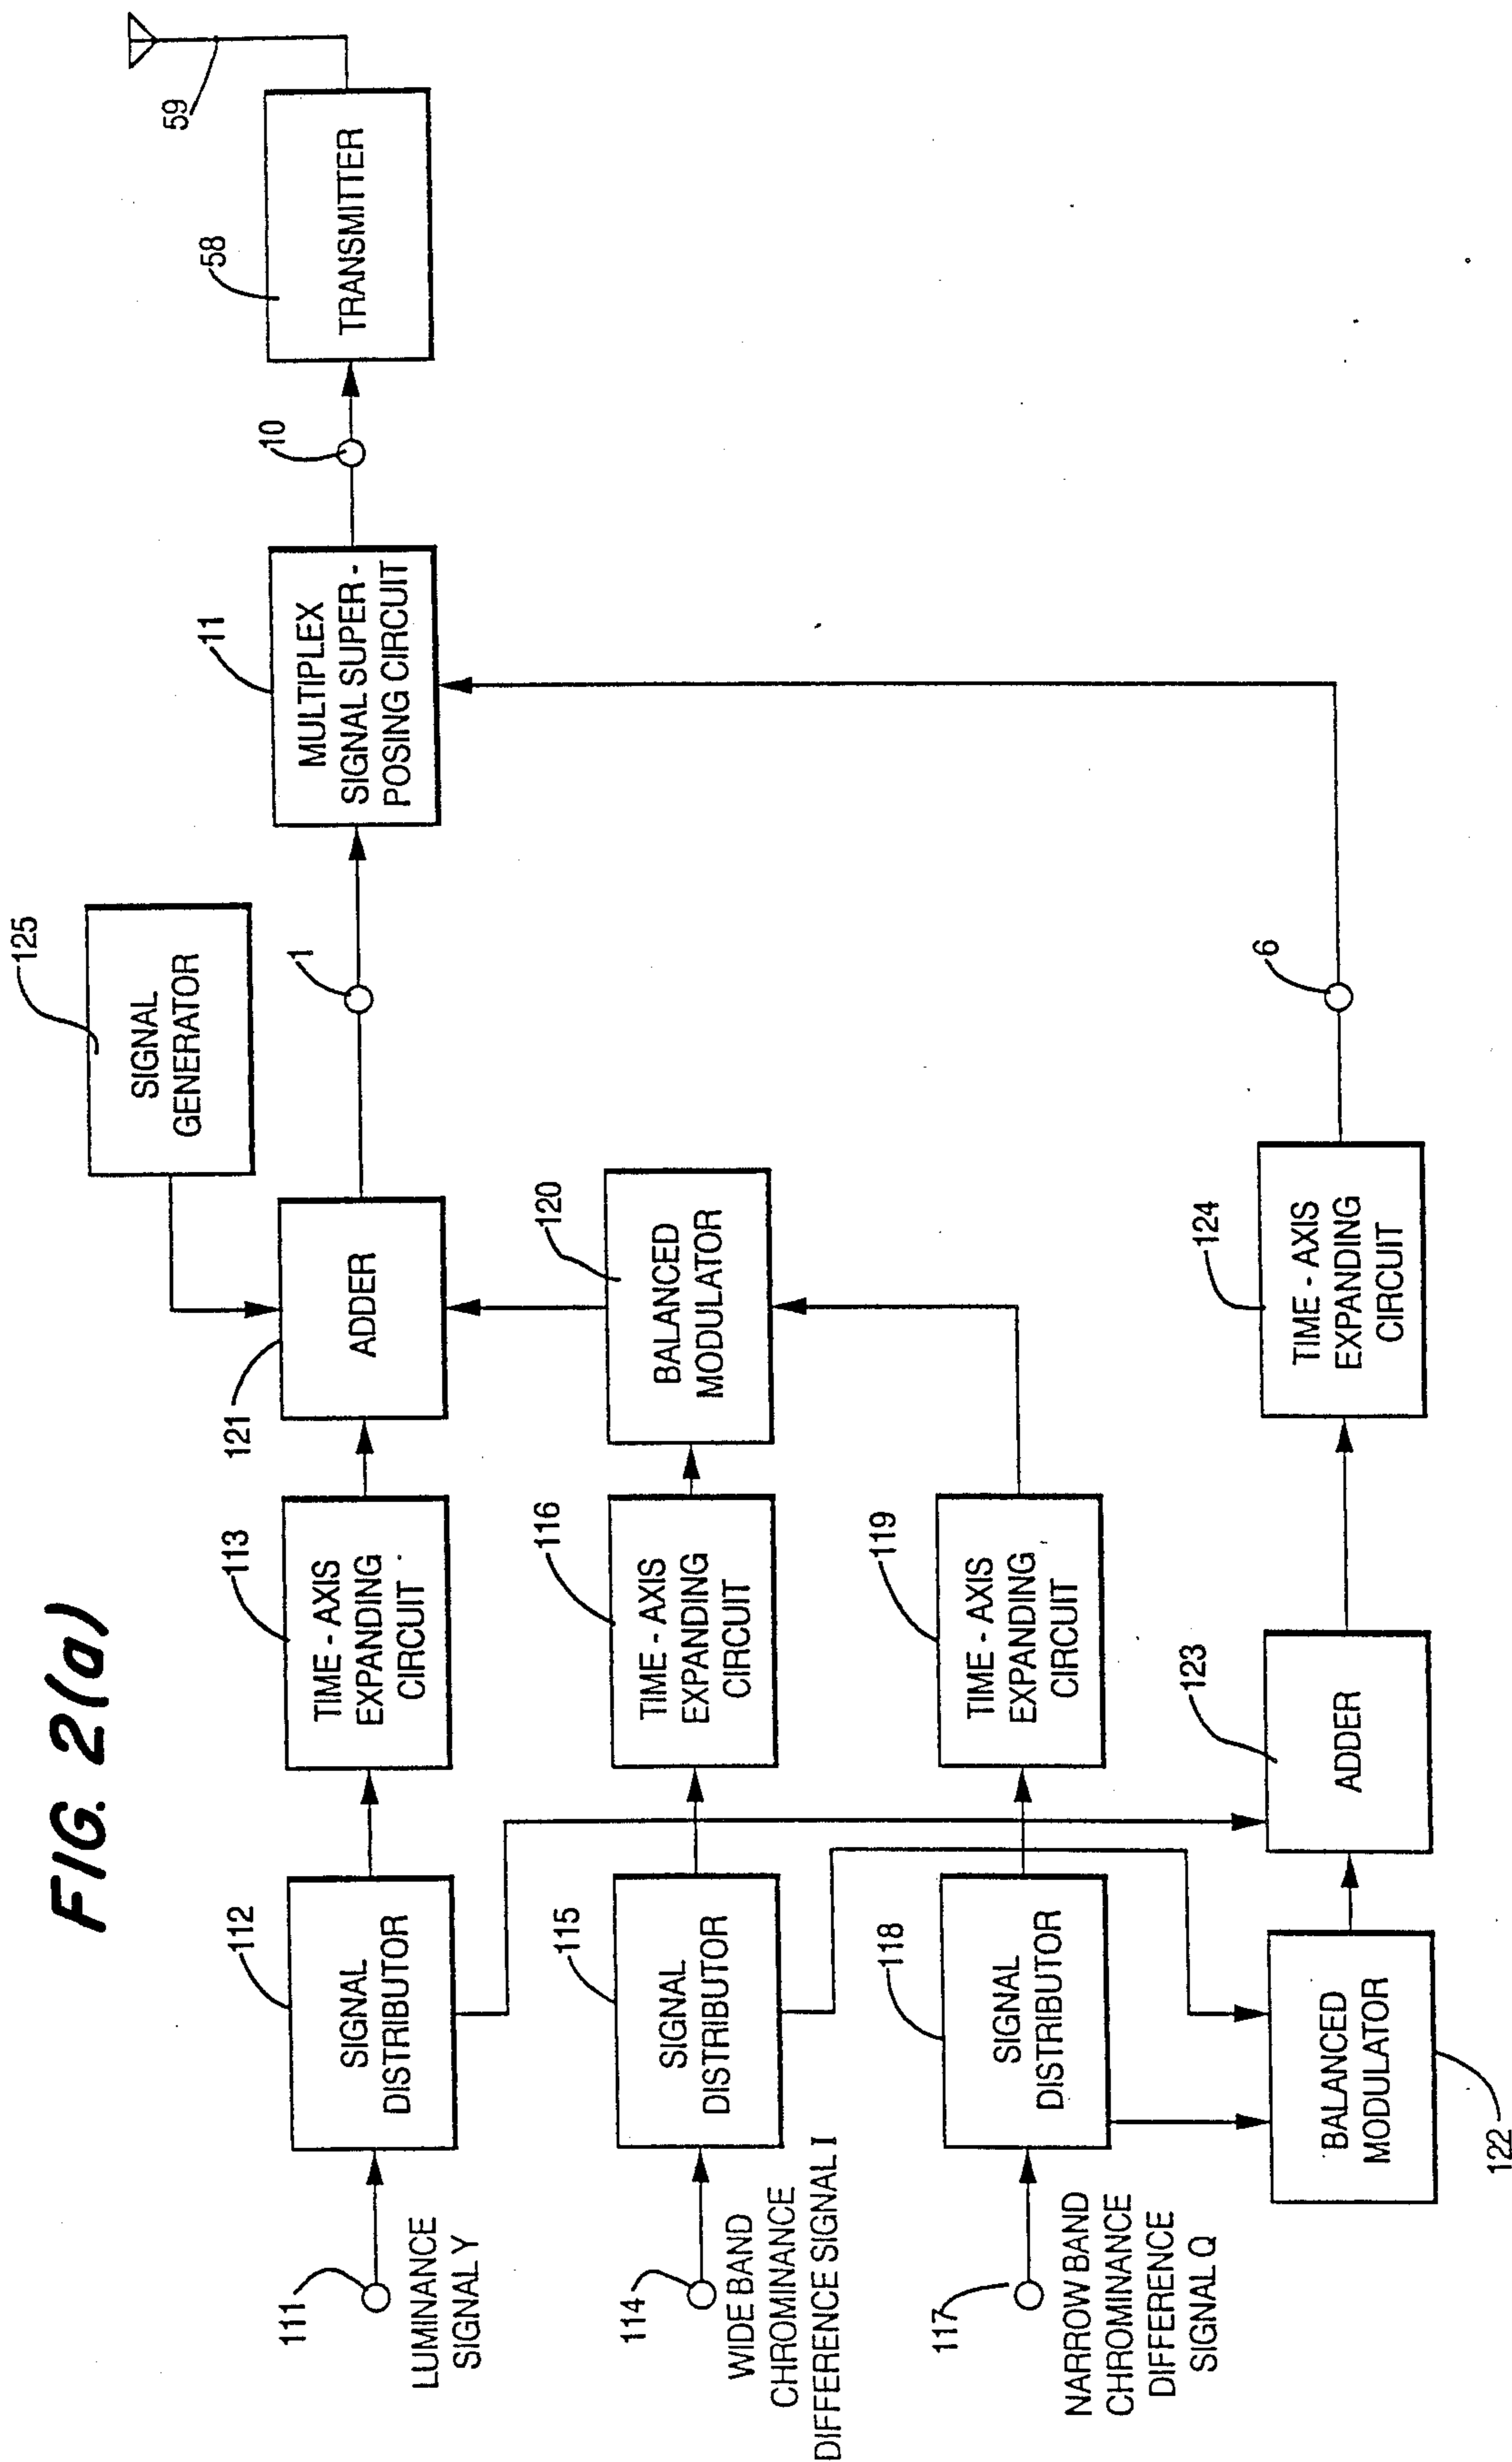 FIG. 2(a)
125
SIGNAL
GENERATOR
59
111
LUMINANCE
SIGNAL Y
112
SIGNAL
DISTRIBUTOR
113
TIME - AXIS
EXPANDING
CIRCUIT
121
ADDER
1
11
MULTIPLEX
SIGNAL SUPER -
POSING CIRCUIT
10
58
TRANSMITTER
114
WIDE BAND
CHROMINANCE
DIFFERENCE SIGNAL I
115
SIGNAL
DISTRIBUTOR
116
TIME - AXIS
EXPANDING
CIRCUIT
120
BALANCED
MODULATOR
117
NARROW BAND
CHROMINANCE
DIFFERENCE
SIGNAL Q
118
SIGNAL
DISTRIBUTOR
119
TIME - AXIS
EXPANDING
CIRCUIT
122
BALANCED
MODULATOR
123
ADDER
124
TIME - AXIS
EXPANDING
CIRCUIT
6